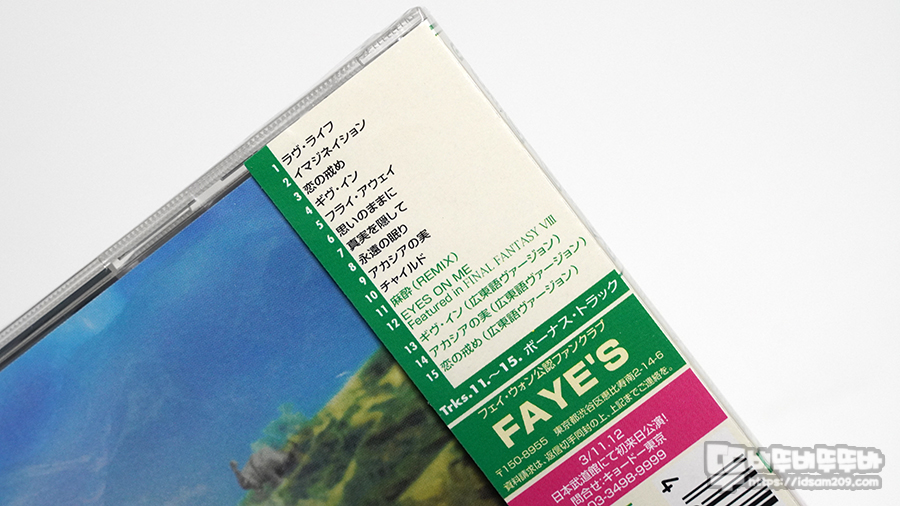 1 ラヴ・ライフ
2 イマジネイション
3 恋の戒め
4 ギヴ・イン
5 フライ・アウェイ
6 思いのままに
7 真実を隠して
8 永遠の眠り
9 アカシアの実
10 チャイルド
11 麻酔（REMIX）
12 EYES ON ME
Featured in FINAL FANTASY VIII
13 ギヴ・イン（広東語ヴァージョン）
14 アカシアの実（広東語ヴァージョン）
15 恋の戒め（広東語ヴァージョン）
Trks.11.〜15. ボーナス・トラック
フェイ・ウォン公認ファンクラブ
FAYE'S
〒150-8955 東京都渋谷区恵比寿南2-14-6
資料請求は、返信切手同封の上、上記までご連絡を。
3/11.12
日本武道館にて初来日公演!
問合せ:キョードー東京
03-3498-9999
4
https://idsam209.com